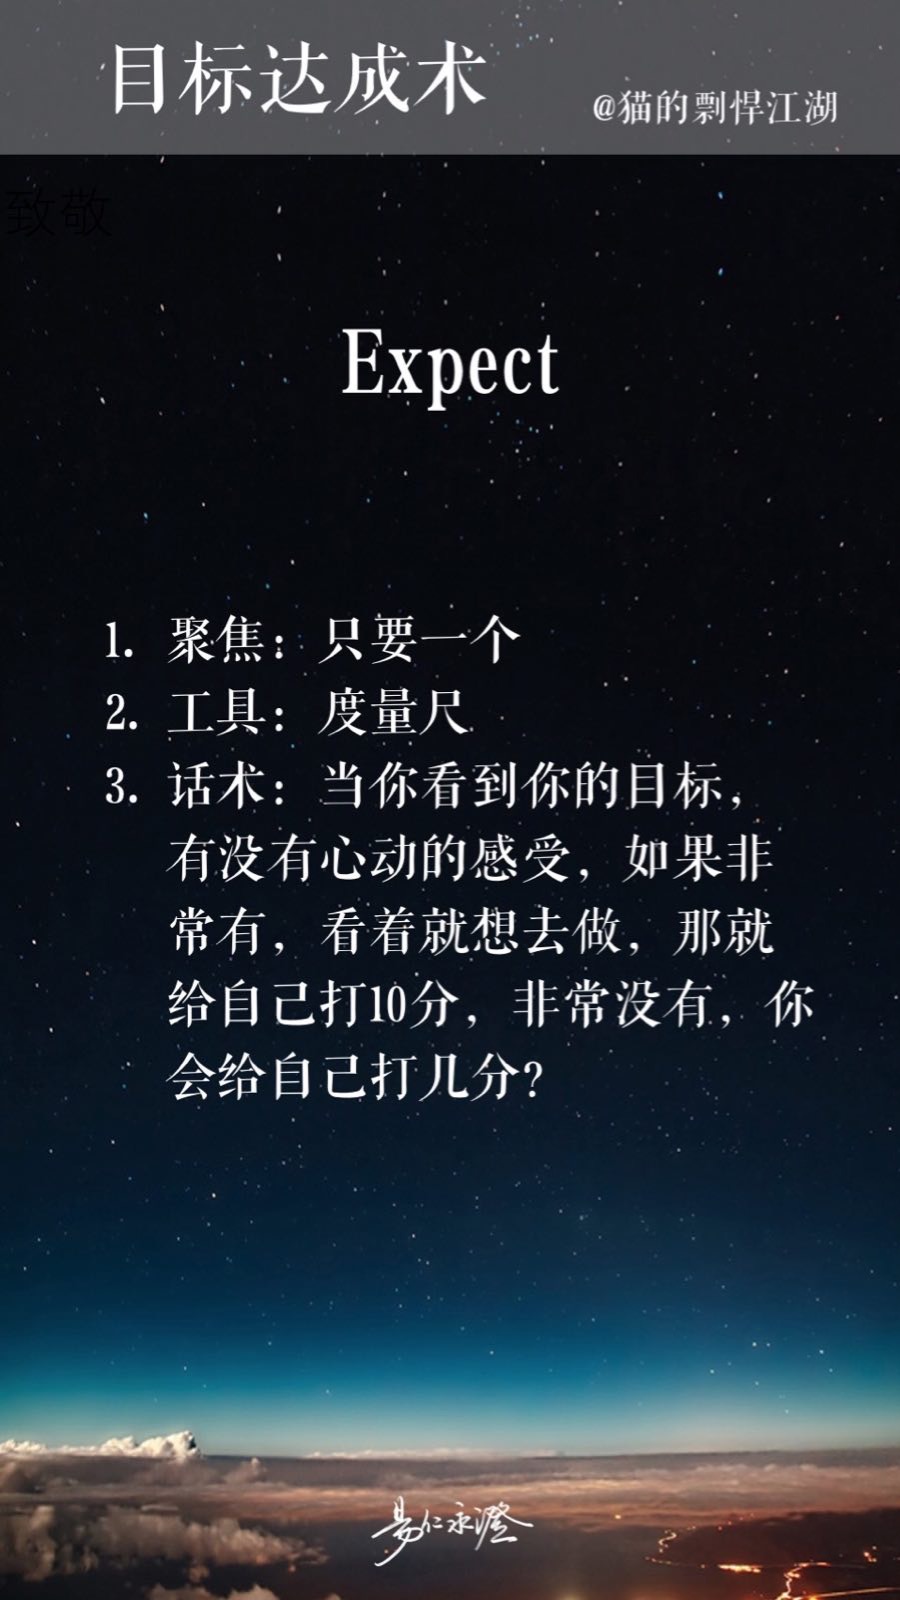 目标达成术
@猫的剽悍江湖
致敬
Expect
1. 聚焦：只要一个
2. 工具：度量尺
3. 话术：当你看到你的目标，
有没有心动的感受，如果非
常有，看着就想去做，那就
给自己打10分，非常没有，你
会给自己打几分？
易仁永澄